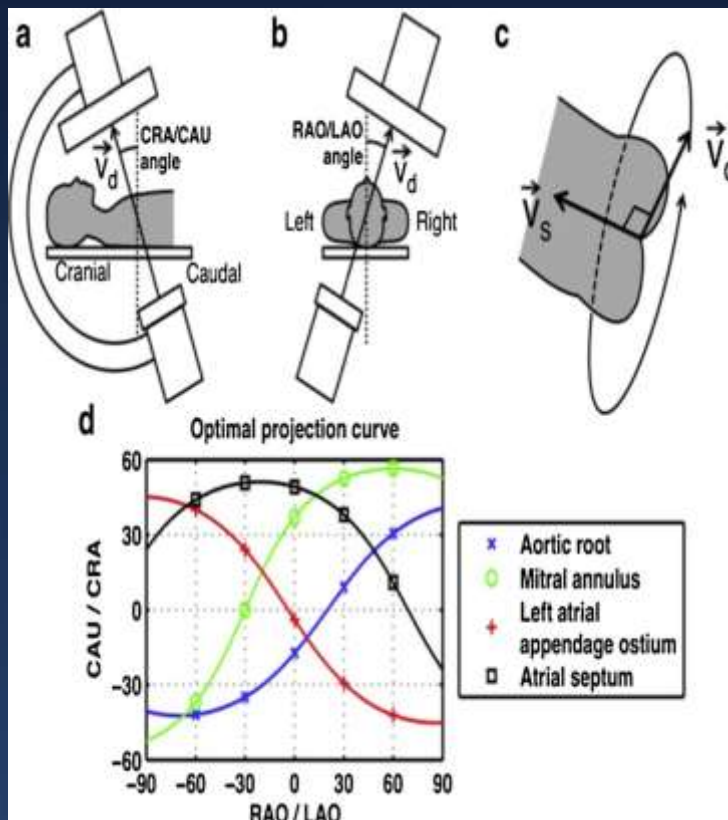 a
b
c
CRA/CAU
angle
V
d
RAO/LAO
angle
V
d
V
S
V
Left
Right
Cranial
Caudal
d
Optimal projection curve
60
30
0
−30
−60
CAU / CRA
−90 −60 −30 0 30 60 90
RAO / LAO
Aortic root
Mitral annulus
Left atrial
appendage ostium
Atrial septum